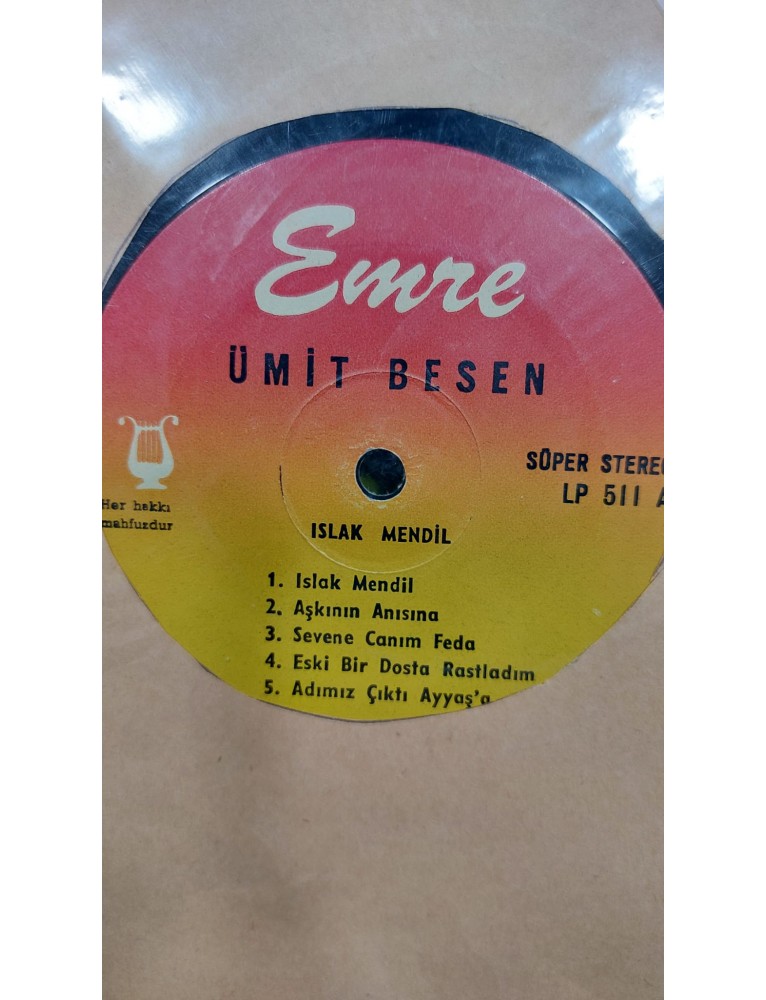 Emre
ÜMİT BESEN
Her hakkı
mahfuzdur
SÜPER STEREO
LP 511 A
ISLAK MENDİL
1. Islak Mendil
2. Aşkının Anısına
3. Sevene Canım Feda
4. Eski Bir Dosta Rastladım
5. Adımız Çıktı Ayyaş'a